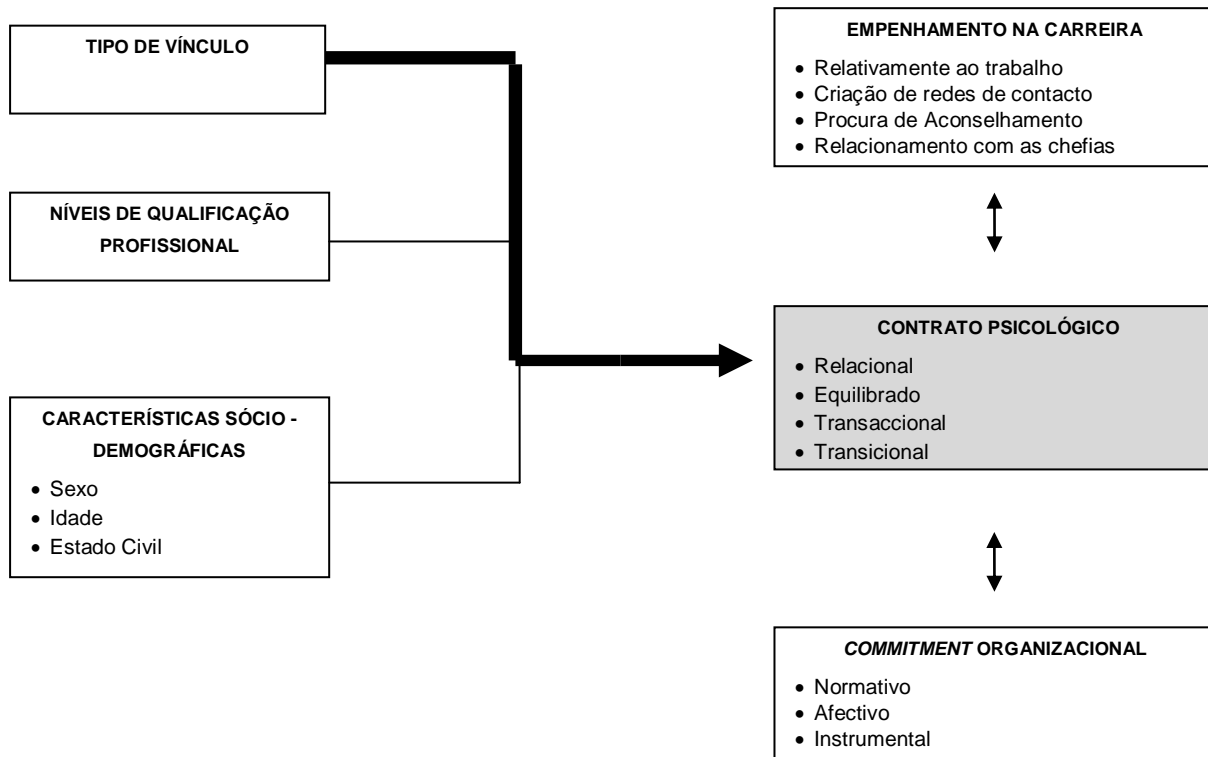 TIPO DE VÍNCULO
NÍVEIS DE QUALIFICAÇÃO
PROFISSIONAL
CARACTERÍSTICAS SÓCIO -
DEMOGRÁFICAS
• Sexo
• Idade
• Estado Civil
EMPENHAMENTO NA CARREIRA
• Relativamente ao trabalho
• Criação de redes de contacto
• Procura de Aconselhamento
• Relacionamento com as chefias
CONTRATO PSICOLÓGICO
• Relacional
• Equilibrado
• Transaccional
• Transicional
COMMITMENT ORGANIZACIONAL
• Normativo
• Afectivo
• Instrumental